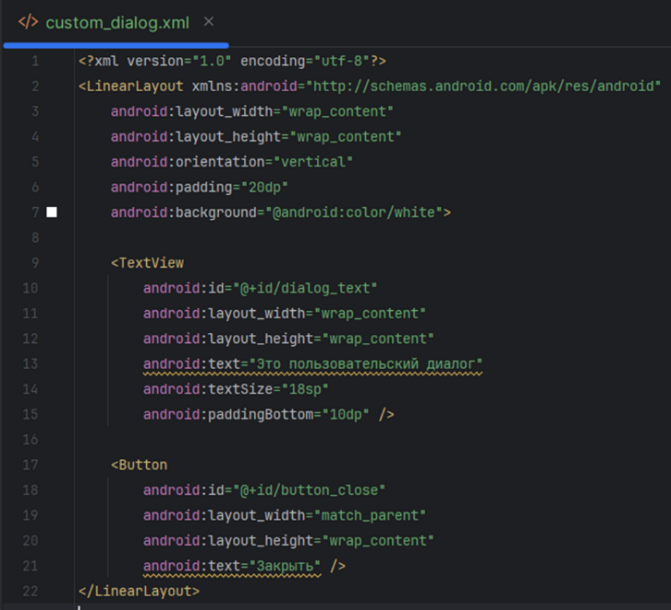 custom_dialog.xml
1 <?xml version="1.0" encoding="utf-8"?>
2 <LinearLayout xmlns:android="http://schemas.android.com/apk/res/android"
3 android:layout_width="wrap_content"
4 android:layout_height="wrap_content"
5 android:orientation="vertical"
6 android:padding="20dp"
7 android:background="@android:color/white">
8
9 <TextView
10 android:id="@+id/dialog_text"
11 android:layout_width="wrap_content"
12 android:layout_height="wrap_content"
13 android:text="Это пользовательский диалог"
14 android:textSize="18sp"
15 android:paddingBottom="10dp" />
16
17 <Button
18 android:id="@+id/button_close"
19 android:layout_width="match_parent"
20 android:layout_height="wrap_content"
21 android:text="Закрыть" />
22 </LinearLayout>